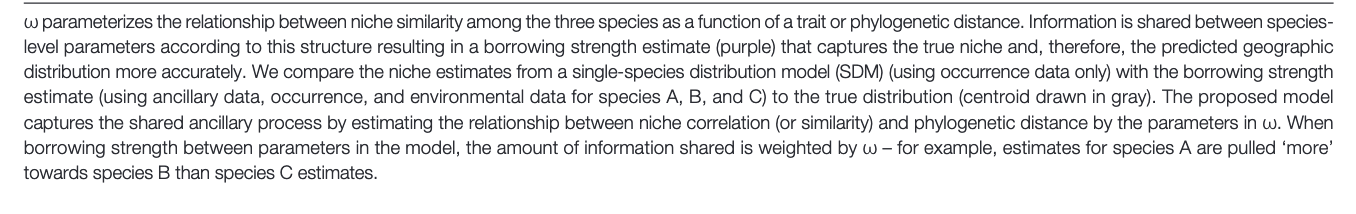 ω parameterizes the relationship between niche similarity among the three species as a function of a trait or phylogenetic distance. Information is shared between species-
level parameters according to this structure resulting in a borrowing strength estimate (purple) that captures the true niche and, therefore, the predicted geographic
distribution more accurately. We compare the niche estimates from a single-species distribution model (SDM) (using occurrence data only) with the borrowing strength
estimate (using ancillary data, occurrence, and environmental data for species A, B, and C) to the true distribution (centroid drawn in gray). The proposed model
captures the shared ancillary process by estimating the relationship between niche correlation (or similarity) and phylogenetic distance by the parameters in ω. When
borrowing strength between parameters in the model, the amount of information shared is weighted by ω – for example, estimates for species A are pulled ‘more’
towards species B than species C estimates.